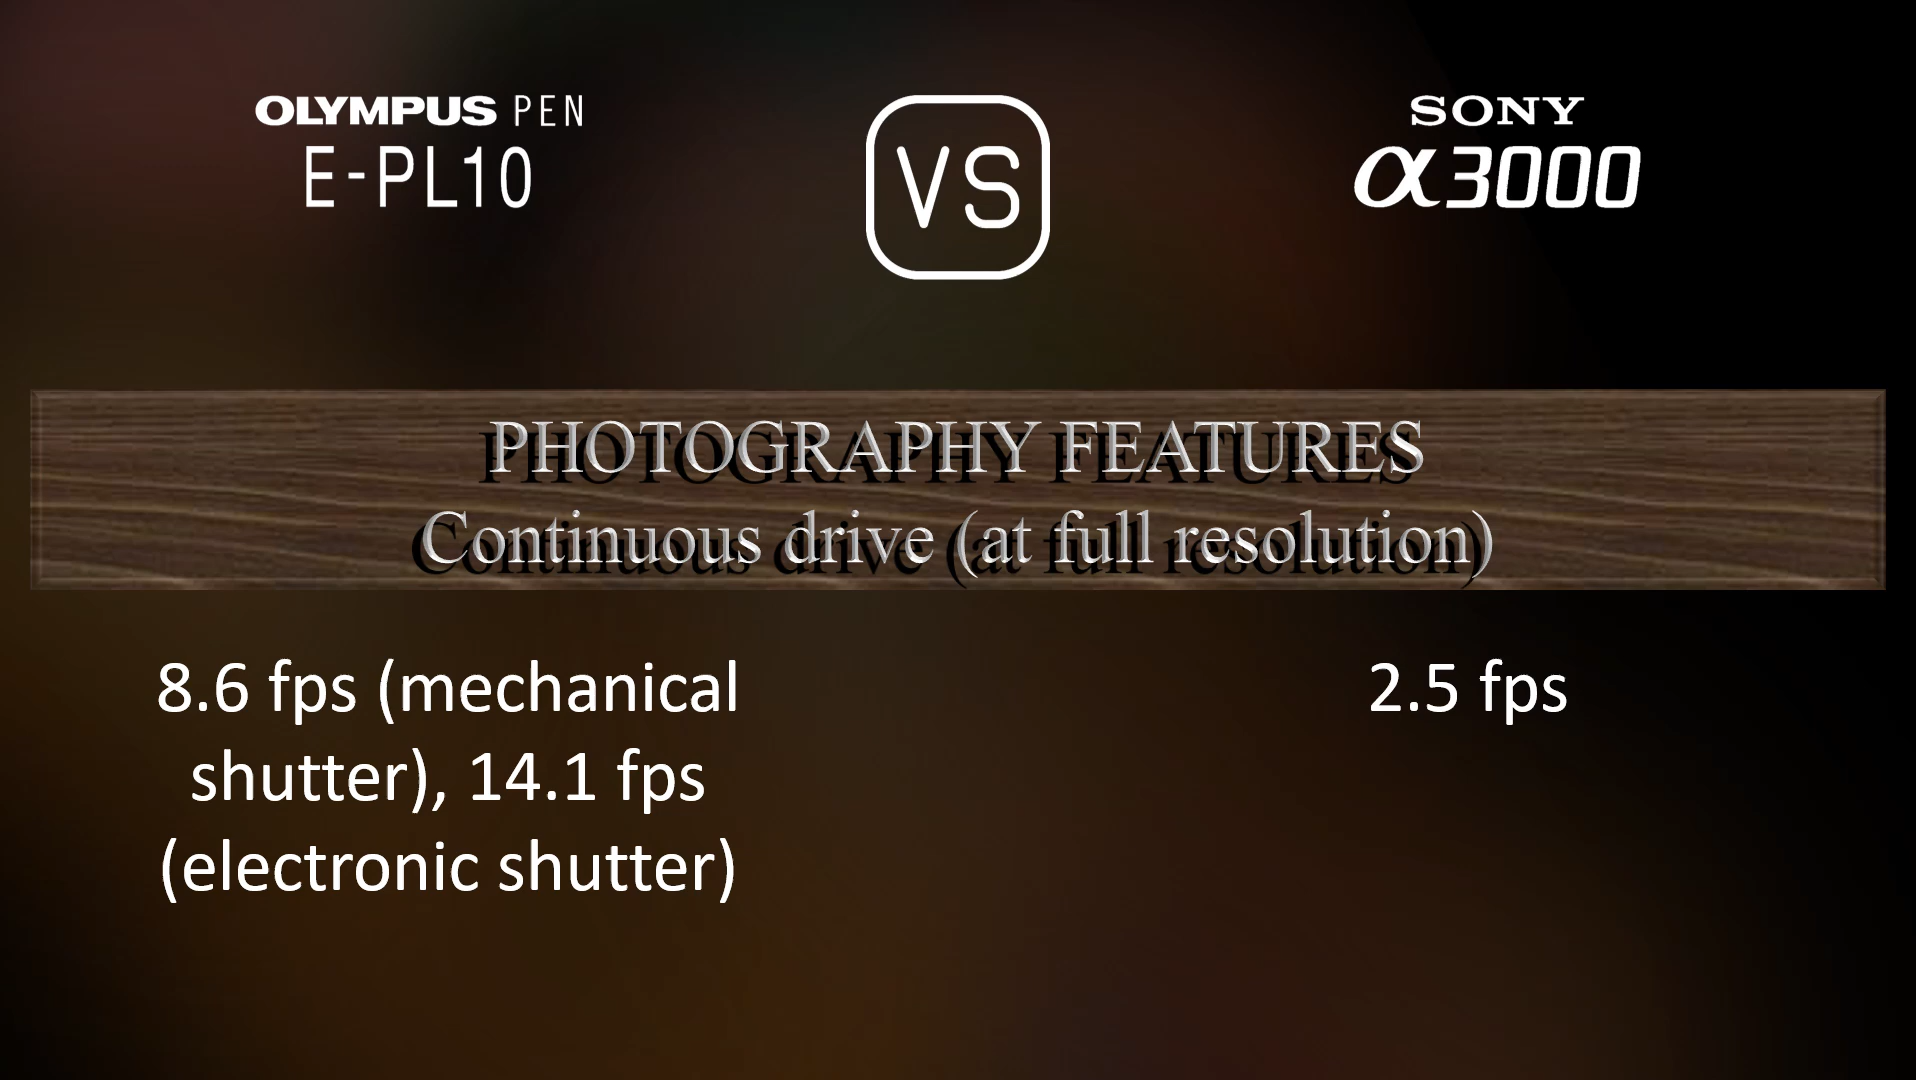 OLYMPUS PEN
E-PL10
VS
SONY
α3000
PHOTOGRAPHY FEATURES
Continuous drive (at full resolution)
8.6 fps (mechanical
shutter), 14.1 fps
(electronic shutter)
2.5 fps